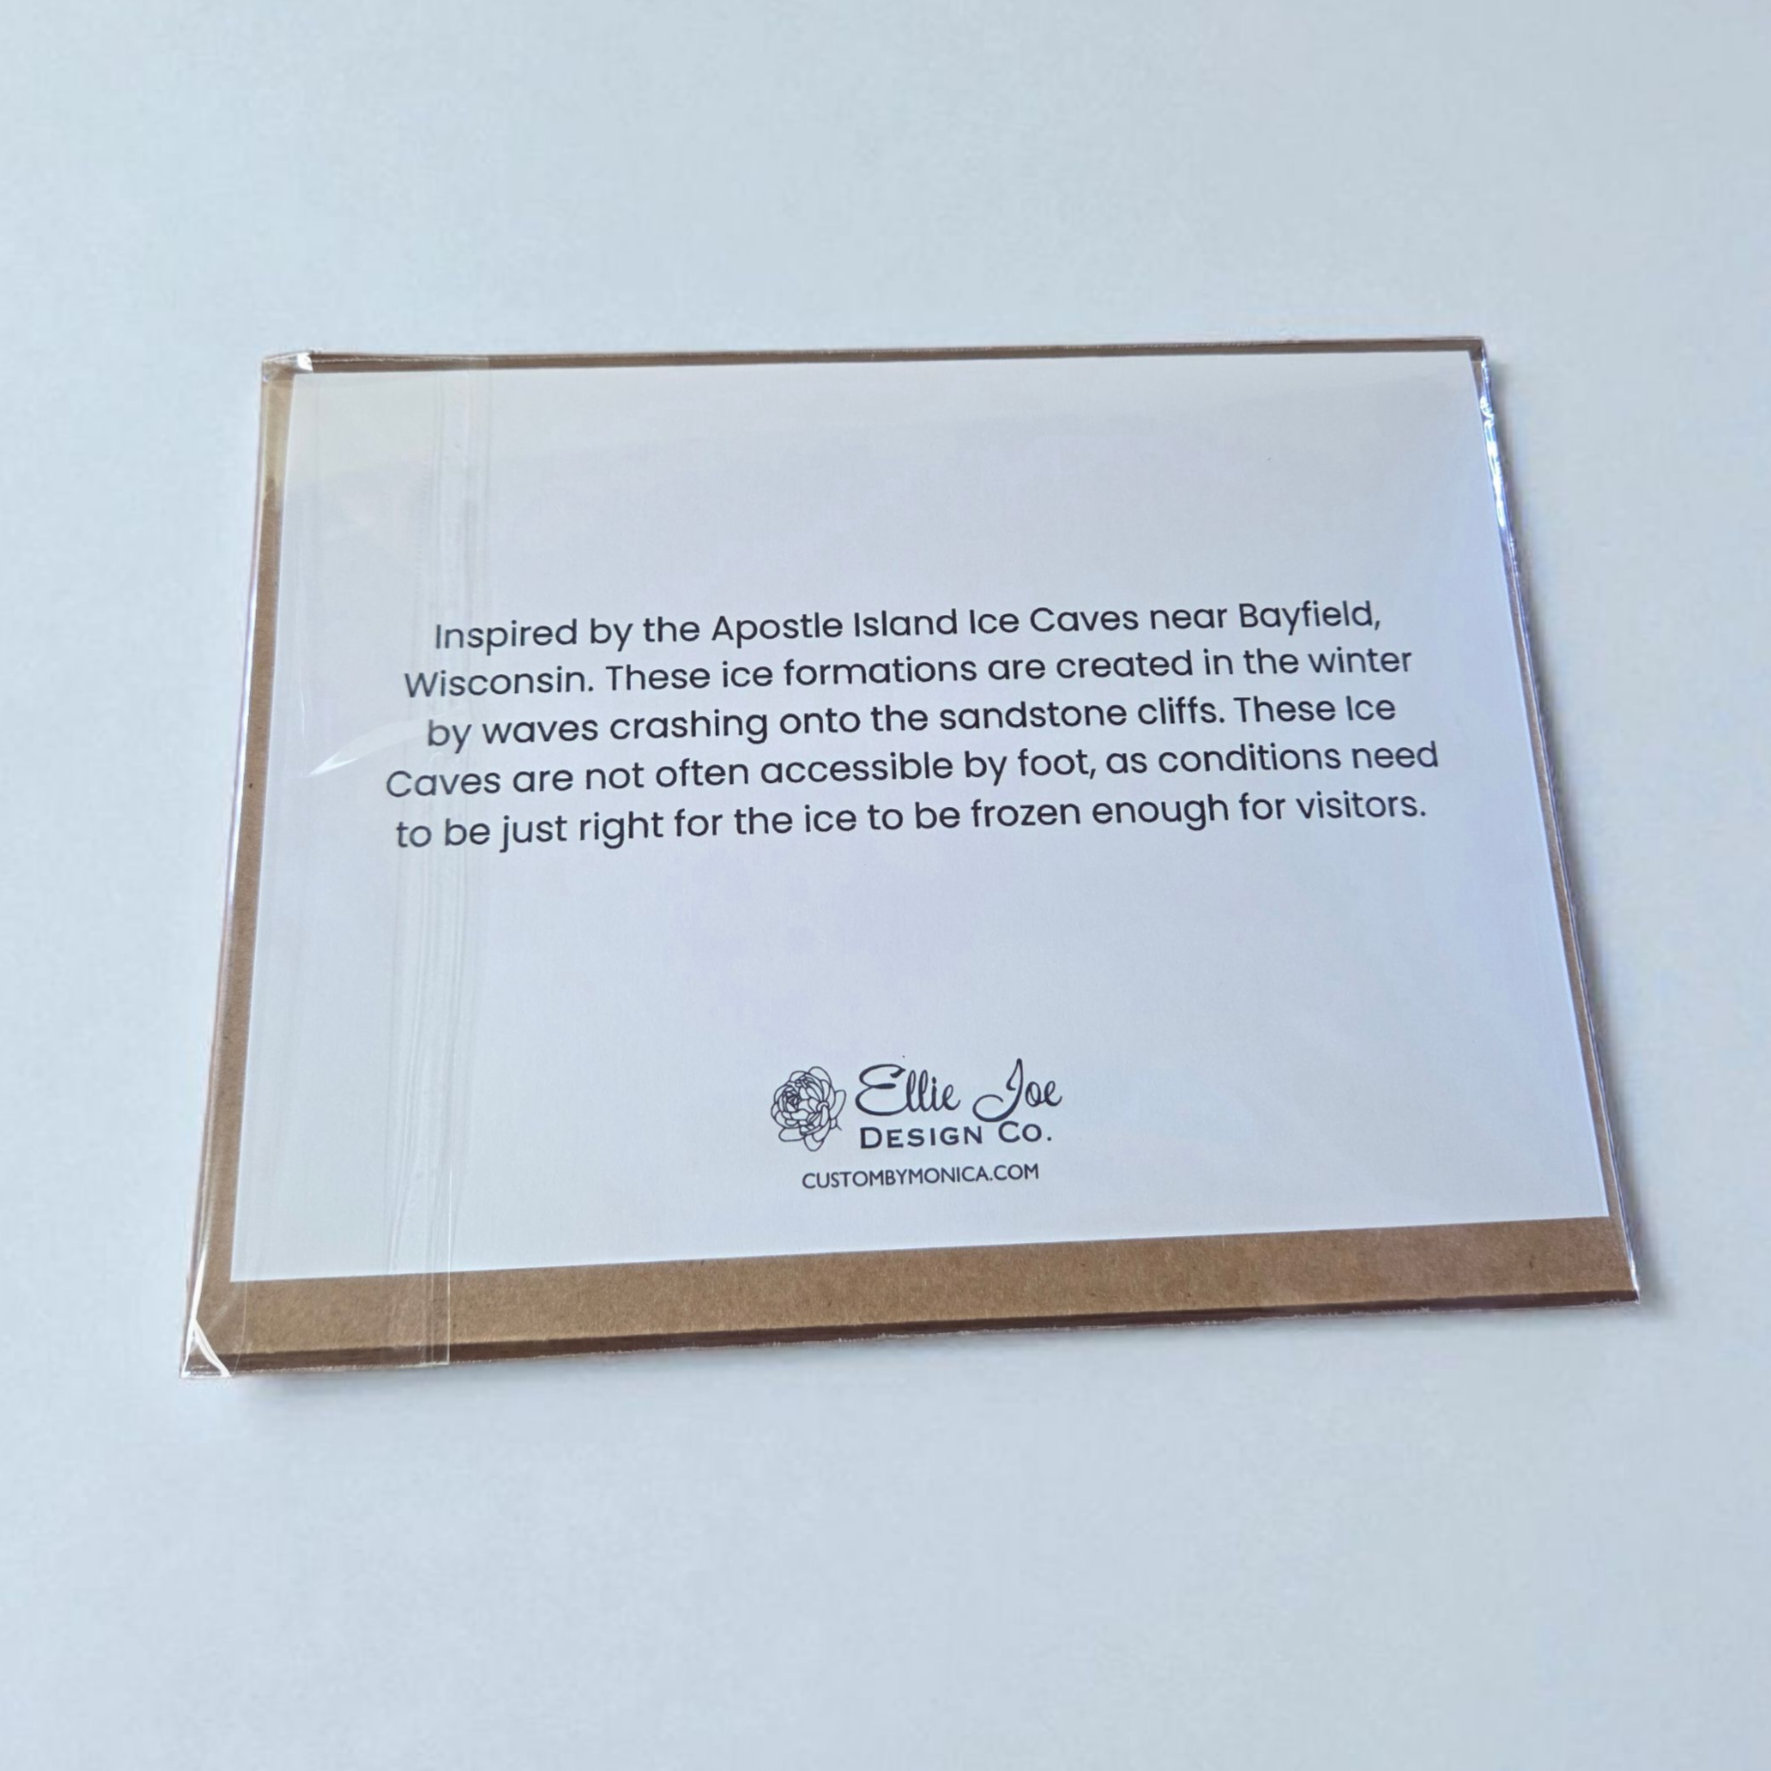 Inspired by the Apostle Island Ice Caves near Bayfield,
Wisconsin. These ice formations are created in the winter
by waves crashing onto the sandstone cliffs. These Ice
Caves are not often accessible by foot, as conditions need
to be just right for the ice to be frozen enough for visitors.
Ellie Joe
DESIGN CO.
CUSTOMBYMONICA.COM